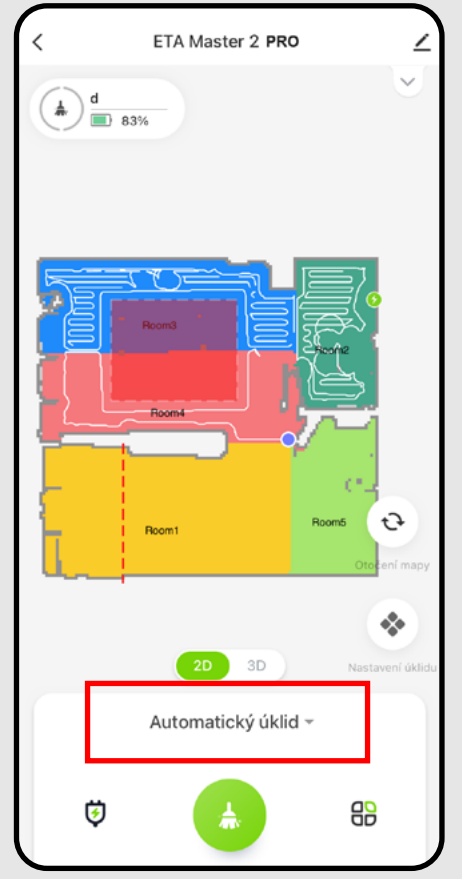 ETA Master 2 PRO
d
83%
Room3
Room2
Room4
Room1
Room5
Otočení mapy
2D 3D
Nastavení úklidu
Automatický úklid